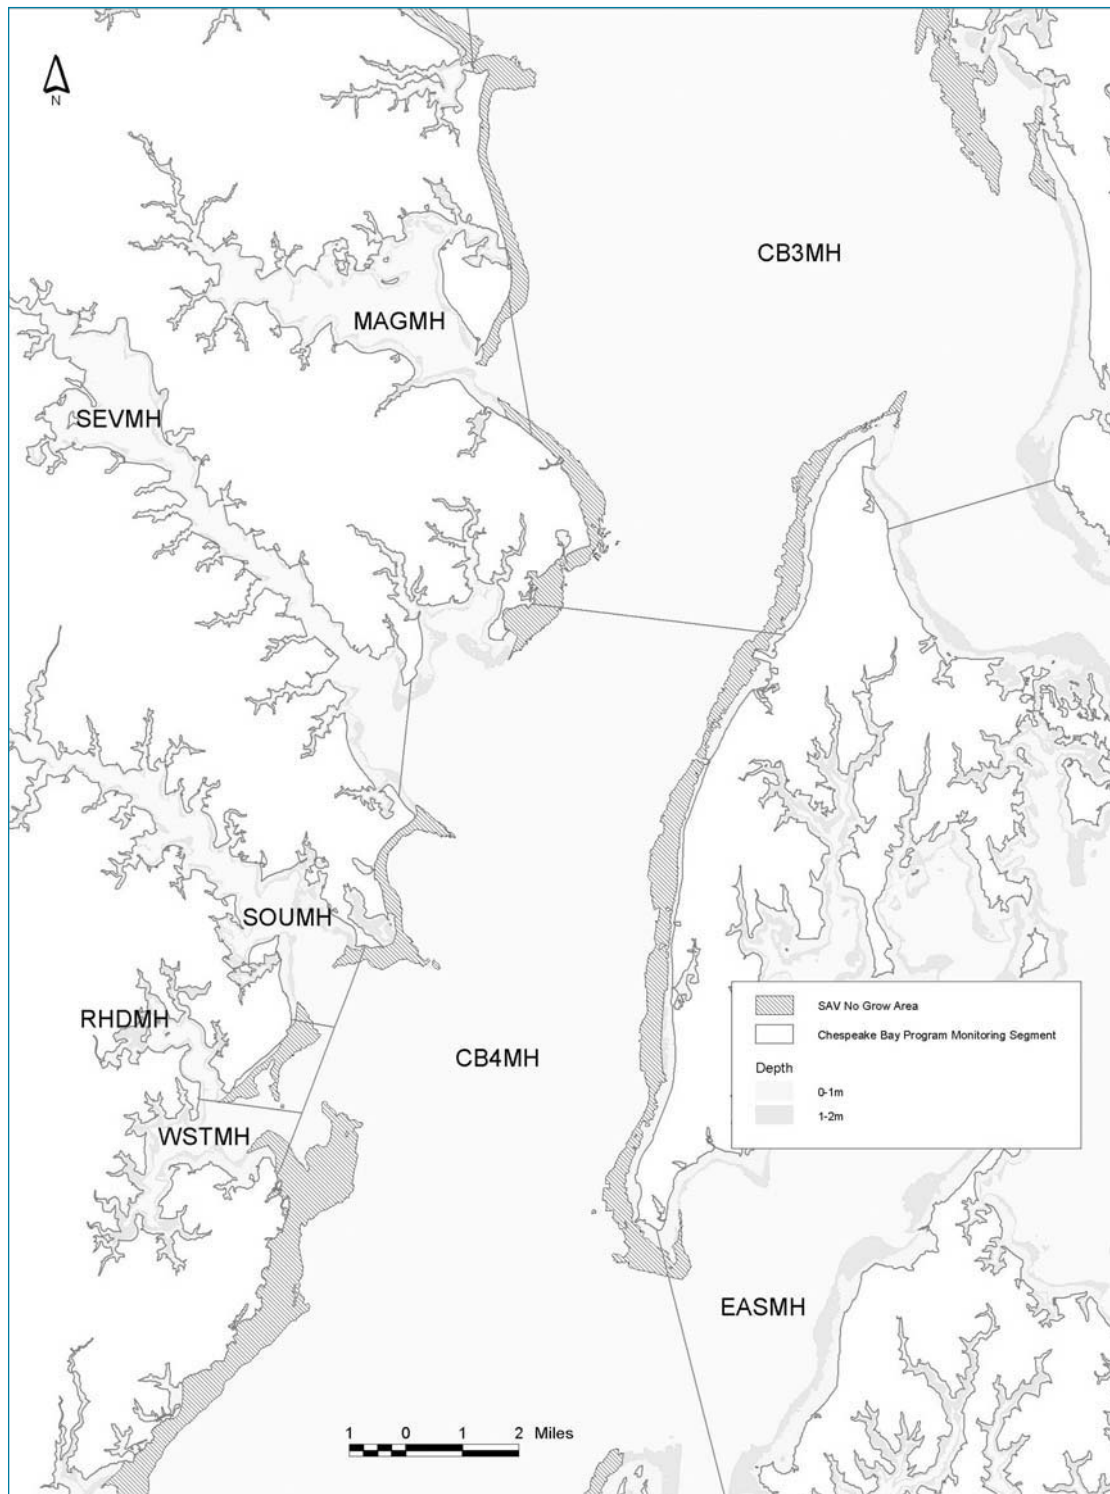 N
CB3MH
MAGMH
SEVMH
SOUMH
SAV No Grow Area
RHDMH
Chespeake Bay Program Monitoring Segment
CB4MH
Depth
0-1m
1-2m
WSTMH
EASMH
1 0 1 2 Miles